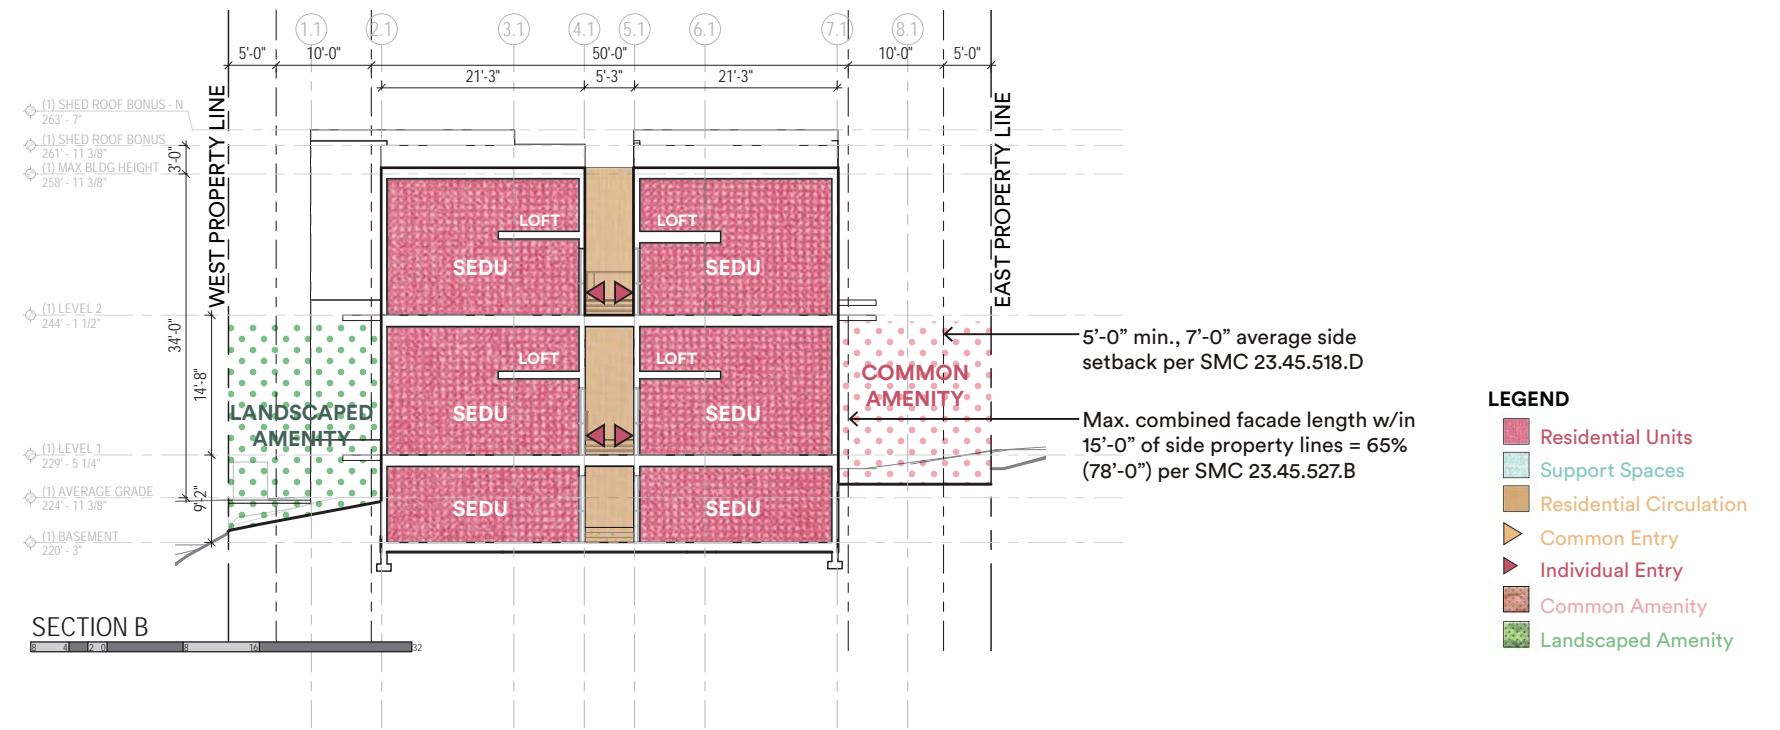 1.1
2.1
3.1
4.1
5.1
6.1
7.1
8.1
5'-0"
10'-0"
50'-0"
10'-0"
5'-0"
21'-3"
5'-3"
21'-3"
(1) SHED ROOF BONUS - N
263' - 7"
(1) SHED ROOF BONUS
261' - 11 3/8"
(1) MAX BLDG HEIGHT
258' - 11 3/8"
(1) LEVEL 2
244' - 1 1/2"
(1) LEVEL 1
229' - 5 1/4"
(1) AVERAGE GRADE
224' - 11 3/8"
(1) BASEMENT
220' - 3"
3'-0"
34'-0"
14'-8"
9'-2"
WEST PROPERTY LINE
EAST PROPERTY LINE
LOFT
LOFT
SEDU
SEDU
LOFT
LOFT
SEDU
SEDU
SEDU
SEDU
LANDSCAPED
AMENITY
COMMON
AMENITY
5'-0” min., 7’-0” average side
setback per SMC 23.45.518.D
Max. combined facade length w/in
15’-0” of side property lines = 65%
(78’-0”) per SMC 23.45.527.B
LEGEND
Residential Units
Support Spaces
Residential Circulation
Common Entry
Individual Entry
Common Amenity
Landscaped Amenity
SECTION B
8 4 2 0 8 16 32